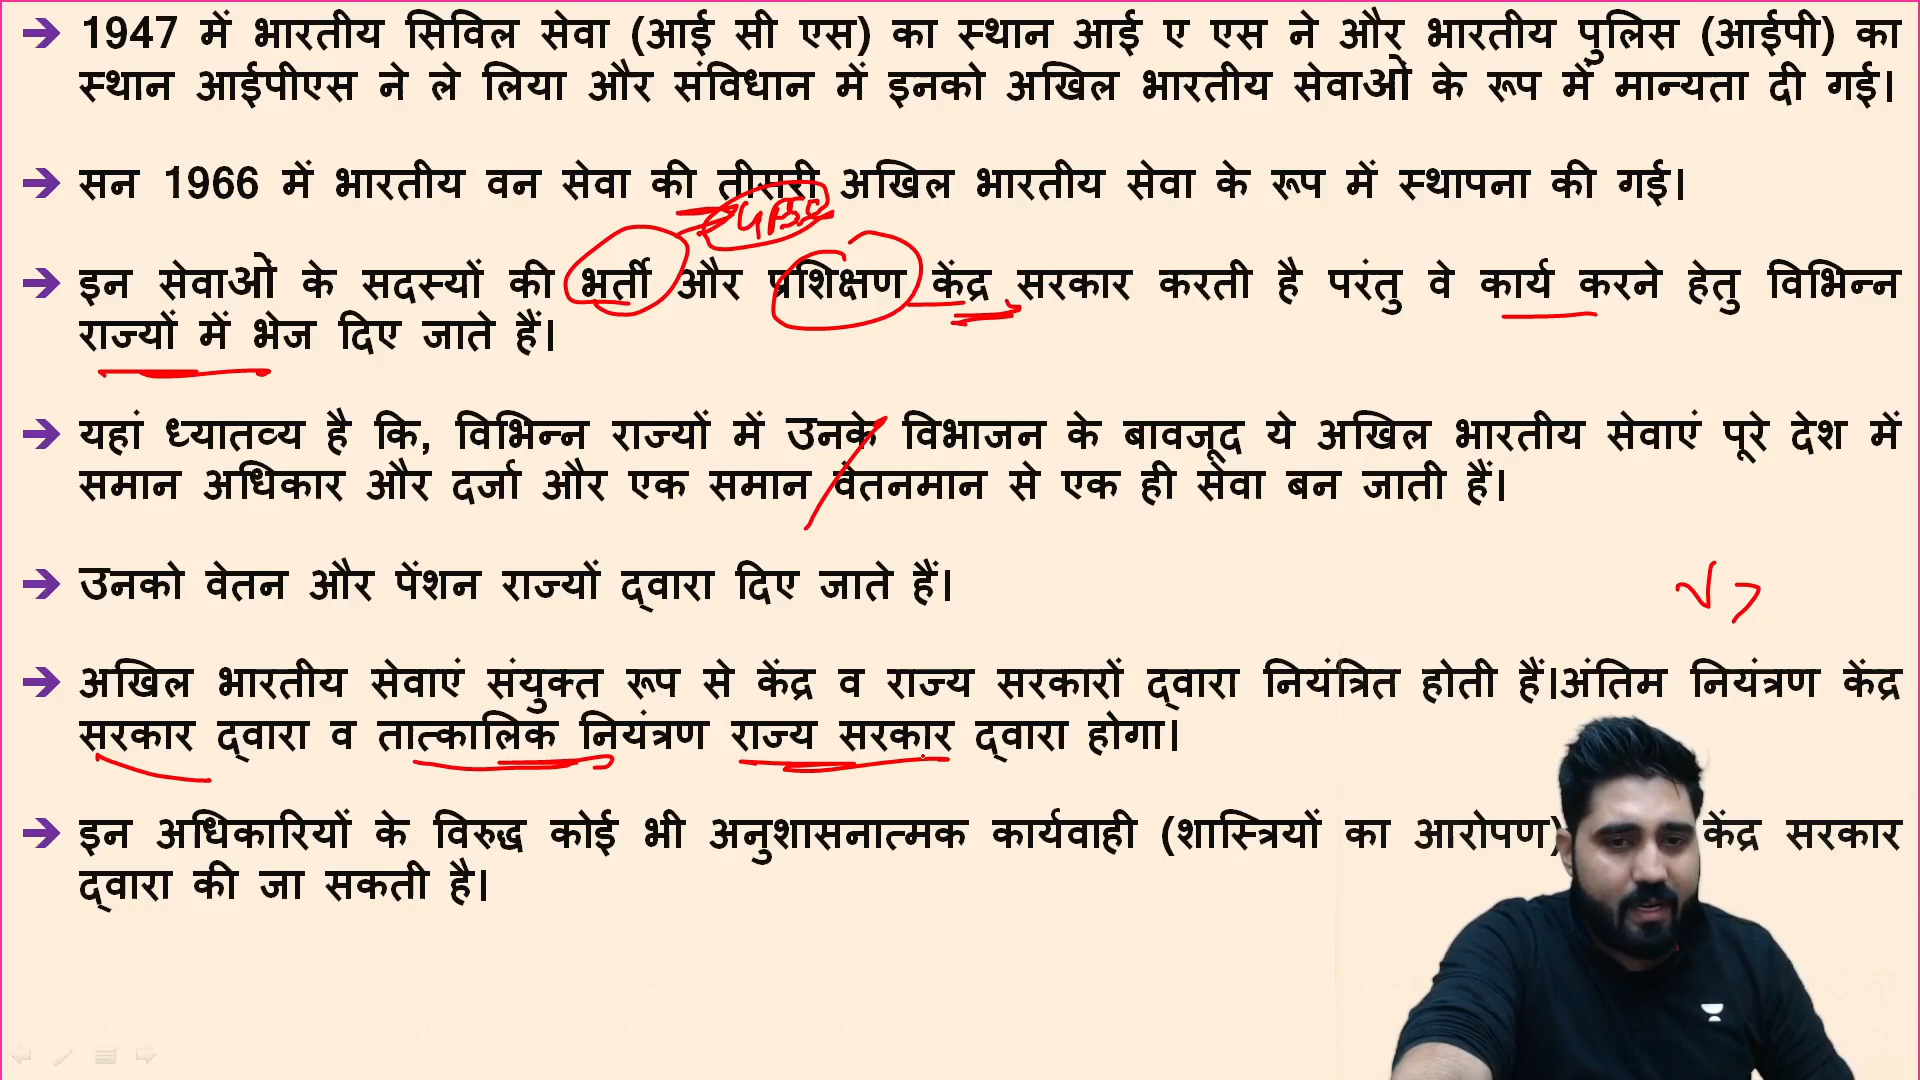 1947 में भारतीय सिविल सेवा (आई सी एस) का स्थान आई ए एस ने और भारतीय पुलिस (आईपी) का
स्थान आईपीएस ने ले लिया और संविधान में इनको अखिल भारतीय सेवाओं के रूप में मान्यता दी गई।
सन 1966 में भारतीय वन सेवा की तीसरी अखिल भारतीय सेवा के रूप में स्थापना की गई।
UPSC
इन सेवाओं के सदस्यों की भर्ती और प्रशिक्षण केंद्र सरकार करती है परंतु वे कार्य करने हेतु विभिन्न
राज्यों में भेज दिए जाते हैं।
यहां ध्यातव्य है कि, विभिन्न राज्यों में उनके विभाजन के बावजूद ये अखिल भारतीय सेवाएं पूरे देश में
समान अधिकार और दर्जा और एक समान वेतनमान से एक ही सेवा बन जाती हैं।
उनको वेतन और पेंशन राज्यों द्वारा दिए जाते हैं।
अखिल भारतीय सेवाएं संयुक्त रूप से केंद्र व राज्य सरकारों द्वारा नियंत्रित होती हैं।अंतिम नियंत्रण केंद्र
सरकार द्वारा व तात्कालिक नियंत्रण राज्य सरकार द्वारा होगा।
इन अधिकारियों के विरुद्ध कोई भी अनुशासनात्मक कार्यवाही (शास्त्रियों का आरोपण) केंद्र सरकार
द्वारा की जा सकती है।